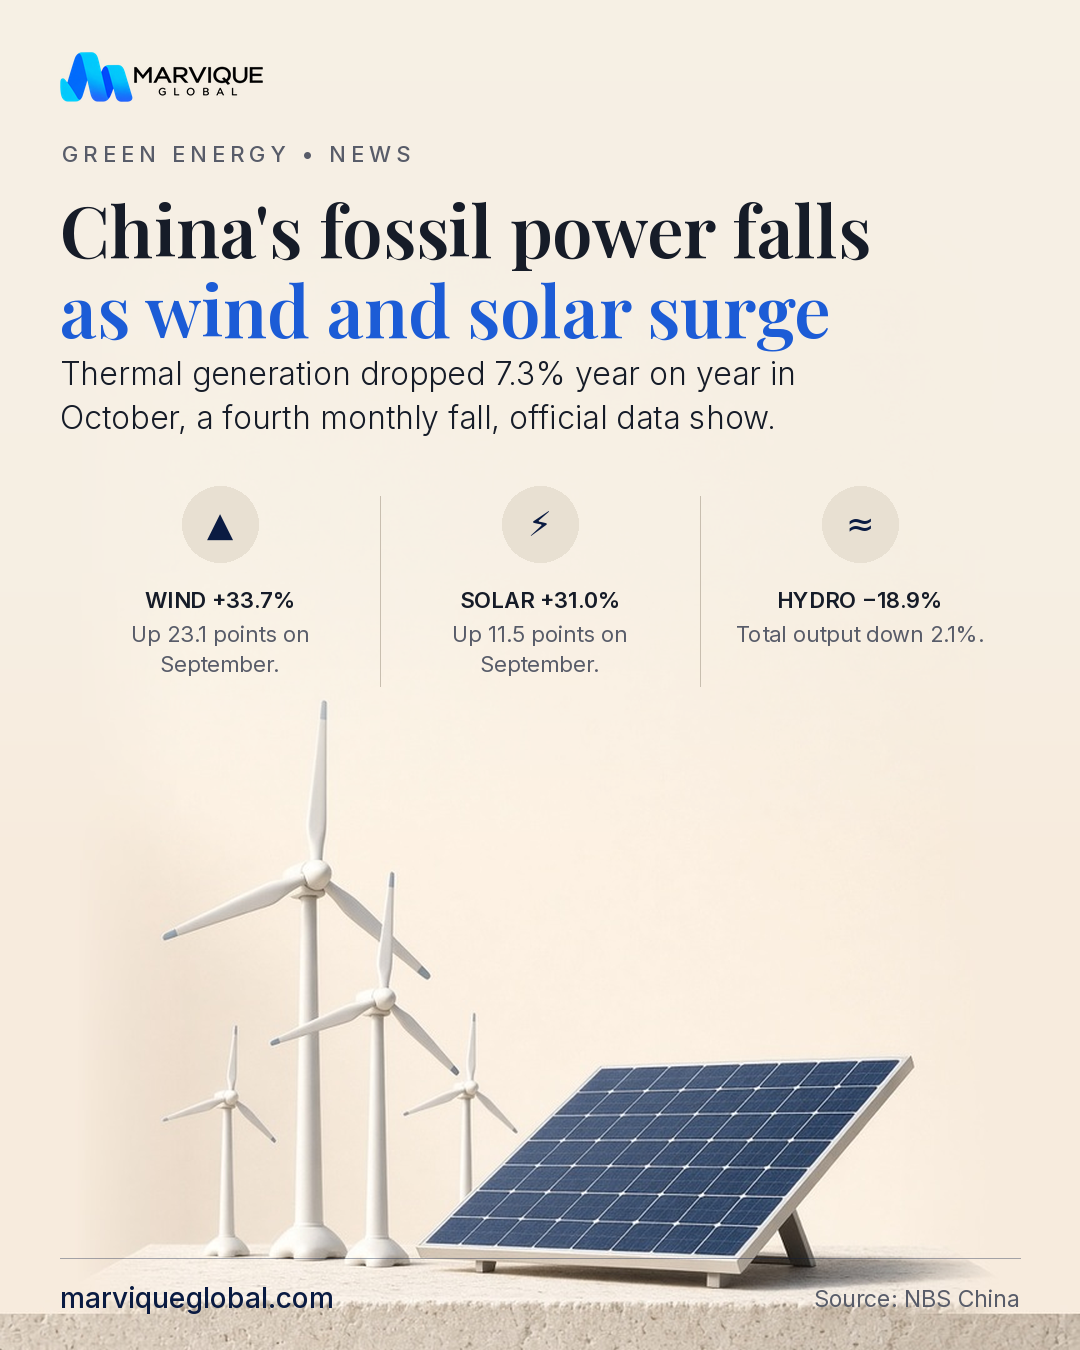 MARVIQUE
GLOBAL
GREEN ENERGY • NEWS
China's fossil power falls
as wind and solar surge
Thermal generation dropped 7.3% year on year in
October, a fourth monthly fall, official data show.
WIND +33.7%
Up 23.1 points on
September.
SOLAR +31.0%
Up 11.5 points on
September.
HYDRO −18.9%
Total output down 2.1%.
marviqueglobal.com
Source: NBS China